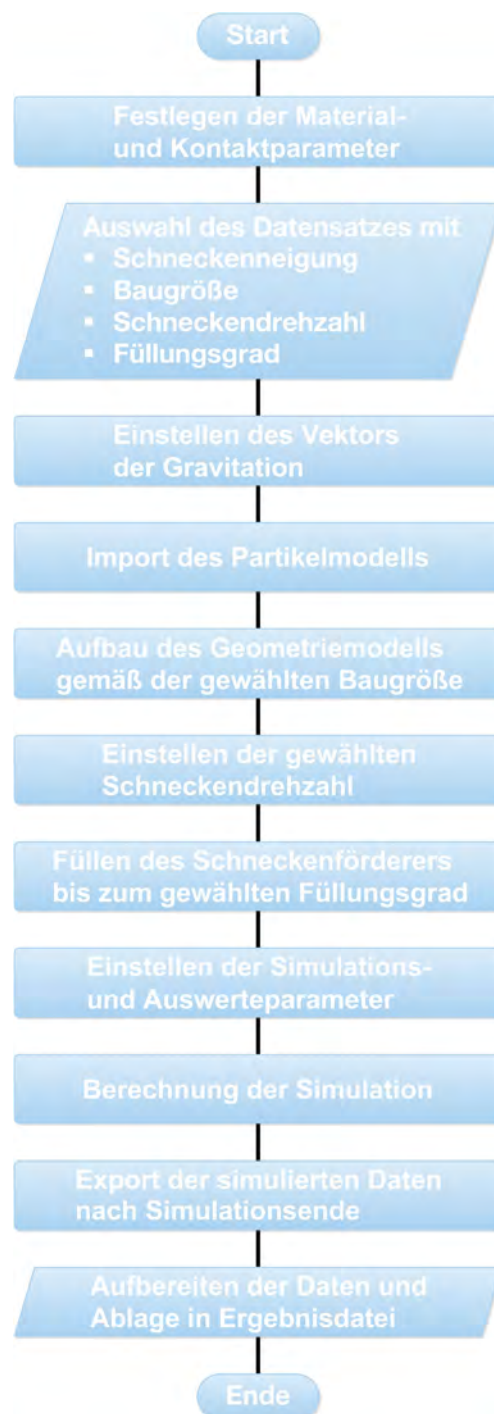 Start
Festlegen der Material-
und Kontaktparameter
Auswahl des Datensatzes mit
▪ Schneckenneigung
▪ Baugröße
▪ Schneckendrehzahl
▪ Füllungsgrad
Einstellen des Vektors
der Gravitation
Import des Partikelmodells
Aufbau des Geometriemodells
gemäß der gewählten Baugröße
Einstellen der gewählten
Schneckendrehzahl
Füllen des Schneckenförderers
bis zum gewählten Füllungsgrad
Einstellen der Simulations-
und Auswerteparameter
Berechnung der Simulation
Export der simulierten Daten
nach Simulationsende
Aufbereiten der Daten und
Ablage in Ergebnisdatei
Ende